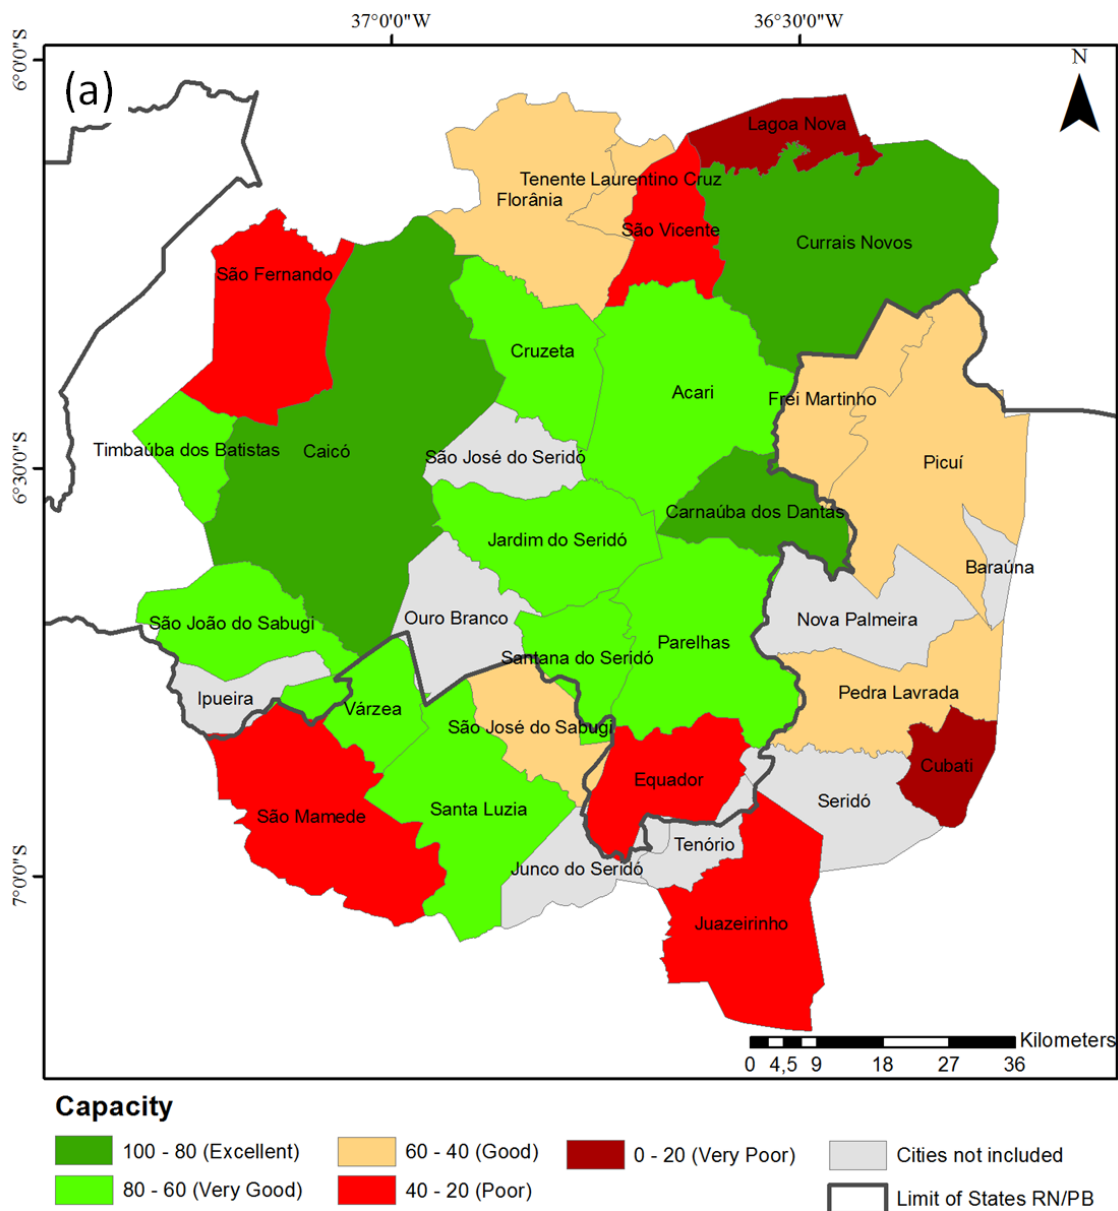 37°0'0"W
36°30'0"W
6°0'0"S
(a)
N
Lagoa Nova
Tenente Laurentino Cruz
Florânia
São Vicente
Currais Novos
São Fernando
Cruzeta
Acari
Frei Martinho
Timbaúba dos Batistas
Caicó
São José do Seridó
Picuí
6°30'0"S
Carnaúba dos Dantas
Jardim do Seridó
Baraúna
São João do Sabugi
Ouro Branco
Nova Palmeira
Parelhas
Santana do Seridó
Ipueira
Várzea
Pedra Lavrada
São José do Sabugi
Equador
Cubati
São Mamede
Santa Luzia
Seridó
Tenório
Junco do Seridó
7°0'0"S
Juazeirinho
Kilometers
0 4,5 9 18 27 36
Capacity
100 - 80 (Excellent)
60 - 40 (Good)
0 - 20 (Very Poor)
Cities not included
80 - 60 (Very Good)
40 - 20 (Poor)
Limit of States RN/PB